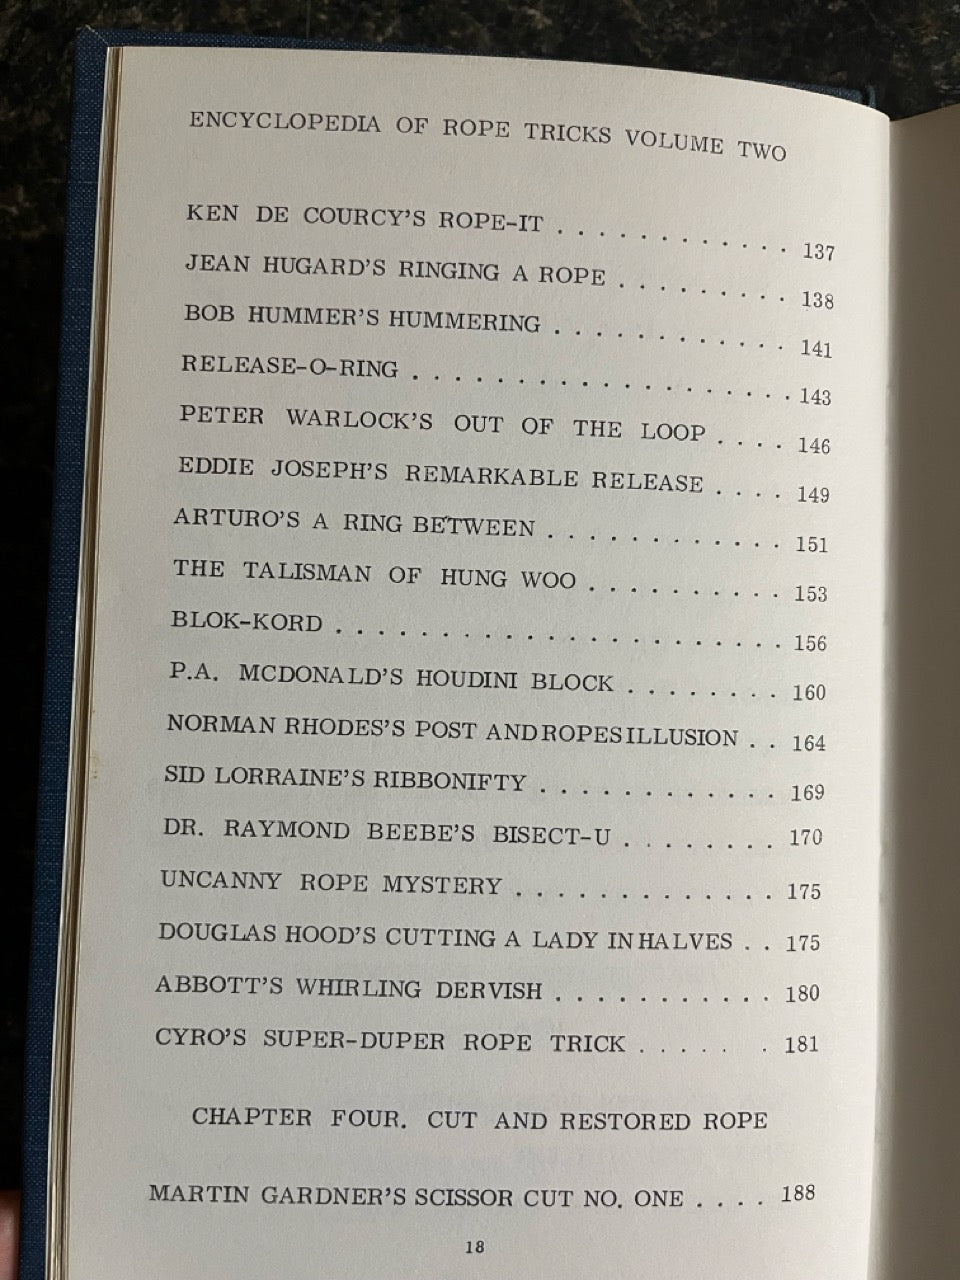 ENCYCLOPEDIA OF ROPE TRICKS VOLUME TWO
KEN DE COURCY'S ROPE-IT . . . . . . . . . . . . 137
JEAN HUGARD'S RINGING A ROPE . . . . . . . . . 138
BOB HUMMER'S HUMMERING . . . . . . . . . . . . 141
RELEASE-O-RING . . . . . . . . . . . . . . . . . . . 143
PETER WARLOCK'S OUT OF THE LOOP . . . . 146
EDDIE JOSEPH'S REMARKABLE RELEASE . . . . 149
ARTURO'S A RING BETWEEN . . . . . . . . . . . . 151
THE TALISMAN OF HUNG WOO . . . . . . . . . . 153
BLOK-KORD . . . . . . . . . . . . . . . . . . . . . . 156
P.A. MCDONALD'S HOUDINI BLOCK . . . . . . . . 160
NORMAN RHODES'S POST AND ROPES ILLUSION . . 164
SID LORRAINE'S RIBBONIFTY . . . . . . . . . . . . 169
DR. RAYMOND BEEBE'S BISECT-U . . . . . . . . 170
UNCANNY ROPE MYSTERY . . . . . . . . . . . . . 175
DOUGLAS HOOD'S CUTTING A LADY IN HALVES . . 175
ABBOTT'S WHIRLING DERVISH . . . . . . . . . . . 180
CYRO'S SUPER-DUPER ROPE TRICK . . . . . . 181
CHAPTER FOUR. CUT AND RESTORED ROPE
MARTIN GARDNER'S SCISSOR CUT NO. ONE . . . . 188
18